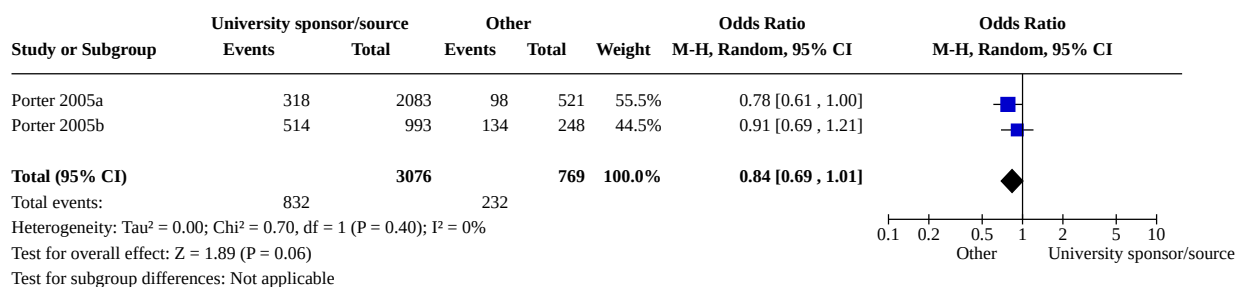 University sponsor/source Other Odds Ratio Odds Ratio
Study or Subgroup Events Total Events Total Weight M-H, Random, 95% CI M-H, Random, 95% CI
Porter 2005a 318 2083 98 521 55.5% 0.78 [0.61 , 1.00]
Porter 2005b 514 993 134 248 44.5% 0.91 [0.69 , 1.21]
Total (95% CI) 3076 769 100.0% 0.84 [0.69 , 1.01]
Total events: 832 232
Heterogeneity: Tau² = 0.00; Chi² = 0.70, df = 1 (P = 0.40); I² = 0%
0.1 0.2 0.5 1 2 5 10
Test for overall effect: Z = 1.89 (P = 0.06)
Other University sponsor/source
Test for subgroup differences: Not applicable